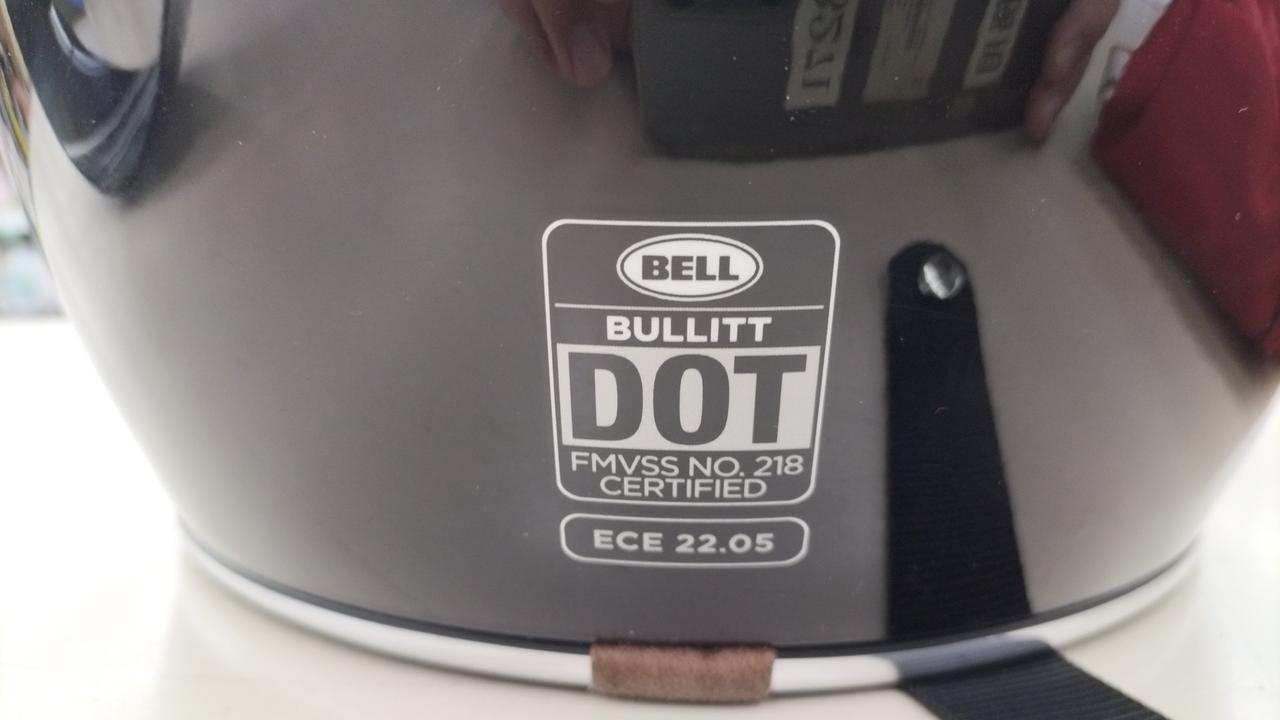 BELL
BULLITT
DOT
FMVSS NO. 218
CERTIFIED
ECE 22.05